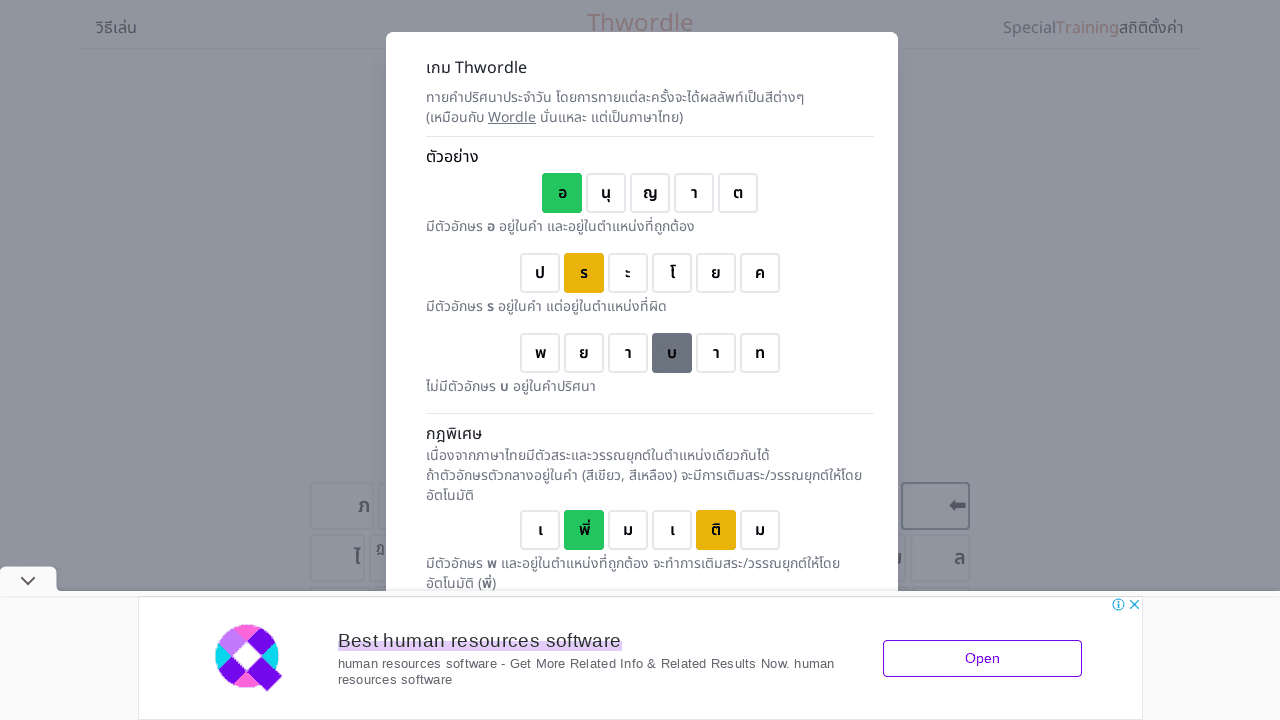 วิธีเล่น
Thwordle
Special Training สถิติ ตั้งค่า
เกม Thwordle
ทายคำปริศนาประจำวัน โดยการทายแต่ละครั้งจะได้ผลลัพท์เป็นสีต่างๆ
(เหมือนกับ Wordle นั่นแหละ แต่เป็นภาษาไทย)
ตัวอย่าง
อ นุ ญ า ต
มีตัวอักษร อ อยู่ในคำ และอยู่ในตำแหน่งที่ถูกต้อง
ป ร ะ โ ย ค
มีตัวอักษร ร อยู่ในคำ แต่อยู่ในตำแหน่งที่ผิด
พ ย า บ า ท
ไม่มีตัวอักษร บ อยู่ในคำปริศนา
กฎพิเศษ
เนื่องจากภาษาไทยมีตัวสระและวรรณยุกต์ในตำแหน่งเดียวกันได้
ถ้าตัวอักษรตัวกลางอยู่ในคำ (สีเขียว, สีเหลือง) จะมีการเติมสระ/วรรณยุกต์ให้โดย
อัตโนมัติ
เ พิ่ ม เ ติ ม
มีตัวอักษร พ และอยู่ในตำแหน่งที่ถูกต้อง จะทำการเติมสระ/วรรณยุกต์ให้โดย
อัตโนมัติ (พิ่)
ภ
ไ ฎ ล
Best human resources software
human resources software - Get More Related Info & Related Results Now. human
resources software
Open